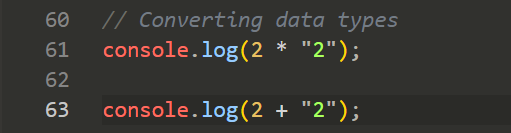 60 // Converting data types
61 console.log(2 * "2");
62
63 console.log(2 + "2");